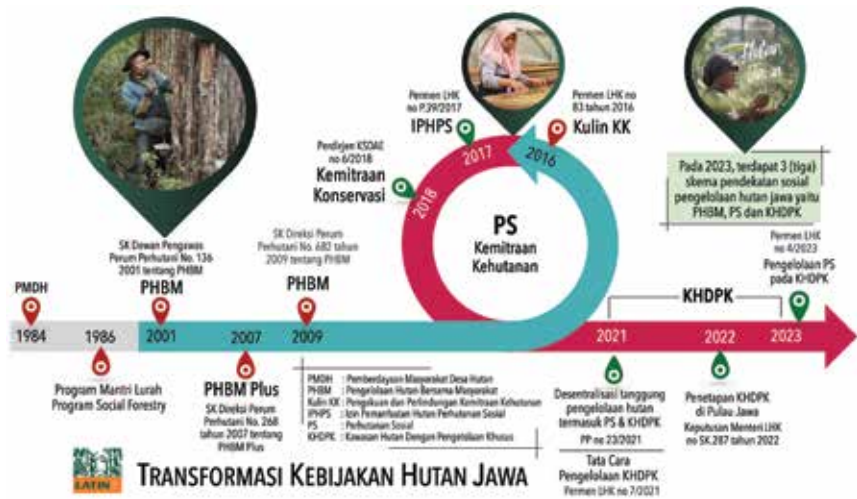 Permen LHK
no P.39/2017
IPHPS
Permen LHK no
83 tahun 2016
Kulin KK
Perdirjen KSDAE
no 6/2018
Kemitraan
Konservasi
2018
2017
2016
PS
Kemitraan
Kehutanan
Hutan
Pada 2023, terdapat 3 (tiga)
skema pendekatan sosial
pengelolaan hutan jawa yaitu
PHBM, PS dan KHDPK
SK Dewan Pengawas
Perum Perhutani No. 136
2001 tentang PHBM
PHBM
SK Direksi Perum
Perhutani No. 682 tahun
2009 tentang PHBM
PHBM
Permen LHK
no 4/2023
Pengelolaan PS
pada KHDPK
KHDPK
PMDH
1984
1986
2001
2007
2009
2021
2022
2023
Program Mantri Lurah
Program Social Forestry
PHBM Plus
SK Direksi Perum
Perhutani No. 268
tahun 2007 tentang
PHBM Plus
PMDH : Pemberdayaan Masyarakat Desa Hutan
PHBM : Pengelolaan Hutan Bersama Masyarakat
Kulin KK : Pengakuan dan Perlindungan Kemitraan Kehutanan
IPHPS : Izin Pemanfaatan Hutan Perhutanan Sosial
PS : Perhutanan Sosial
KHDPK : Kawasan Hutan Dengan Pengelolaan Khusus
Desentralisasi tanggung
pengelolaan hutan
termasuk PS & KHDPK
PP no 23/2021
Tata Cara
Pengelolaan KHDPK
Permen LHK no 7/2021
Penetapan KHDPK
di Pulau Jawa
Keputusan Menteri LHK
no SK.287 tahun 2022
LATIN
TRANSFORMASI KEBIJAKAN HUTAN JAWA